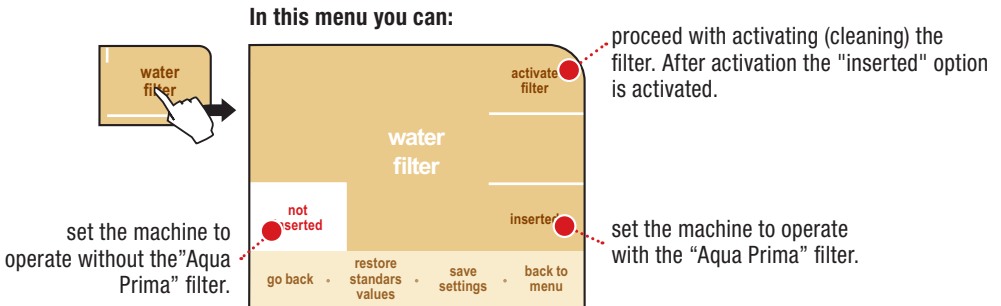 In this menu you can:
water
filter
activate
filter
proceed with activating (cleaning) the
filter. After activation the "inserted" option
is activated.
water
filter
not
inserted
inserted
set the machine to
operate without the”Aqua
Prima” filter.
set the machine to operate
with the “Aqua Prima” filter.
go back
restore
standars
values
save
settings
back to
menu